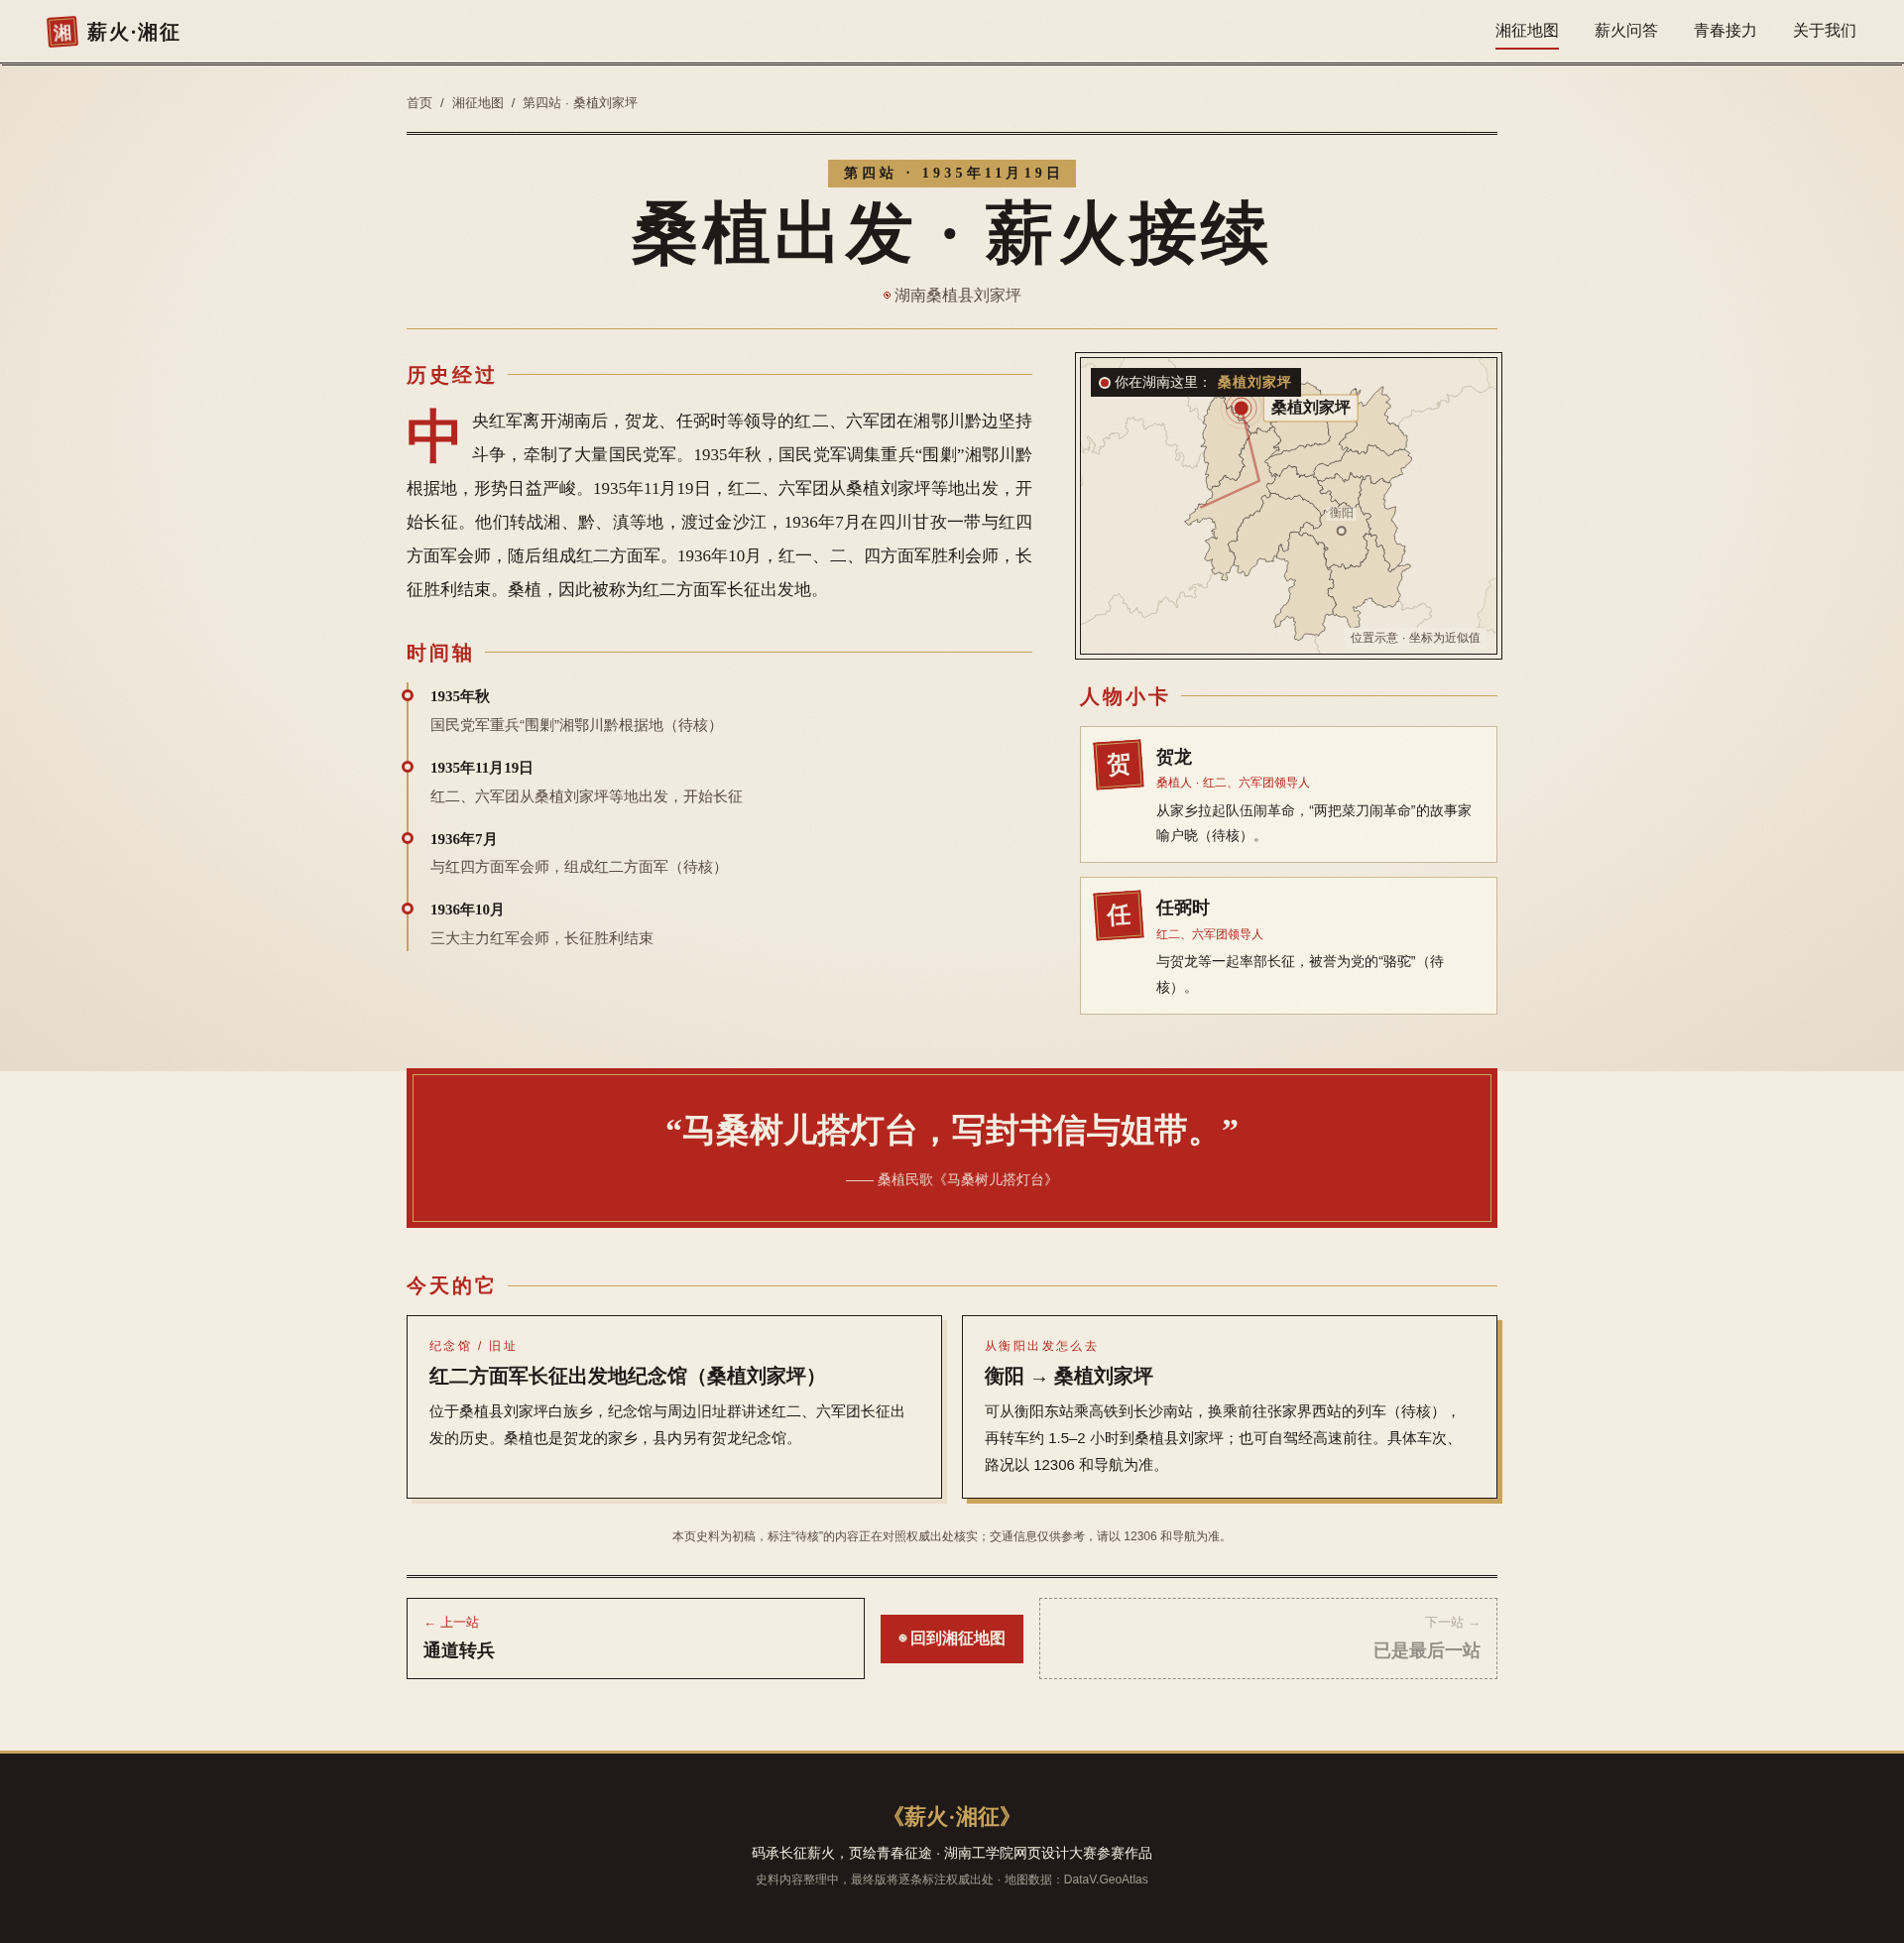 湘 薪火·湘征
湘征地图 薪火问答 青春接力 关于我们
首页 / 湘征地图 / 第四站 · 桑植刘家坪
第四站 · 1935年11月19日
桑植出发 · 薪火接续
湖南桑植县刘家坪
历史经过
中央红军离开湖南后，贺龙、任弼时等领导的红二、六军团在湘鄂川黔边坚持
斗争，牵制了大量国民党军。1935年秋，国民党军调集重兵“围剿”湘鄂川黔
根据地，形势日益严峻。1935年11月19日，红二、六军团从桑植刘家坪等地出发，开
始长征。他们转战湘、黔、滇等地，渡过金沙江，1936年7月在四川甘孜一带与红四
方面军会师，随后组成红二方面军。1936年10月，红一、二、四方面军胜利会师，长
征胜利结束。桑植，因此被称为红二方面军长征出发地。
时间轴
1935年秋
国民党军重兵“围剿”湘鄂川黔根据地（待核）
1935年11月19日
红二、六军团从桑植刘家坪等地出发，开始长征
1936年7月
与红四方面军会师，组成红二方面军（待核）
1936年10月
三大主力红军会师，长征胜利结束
你在湖南这里： 桑植刘家坪
桑植刘家坪
衡阳
位置示意 · 坐标为近似值
人物小卡
贺
贺龙
桑植人 · 红二、六军团领导人
从家乡拉起队伍闹革命，“两把菜刀闹革命”的故事家
喻户晓（待核）。
任
任弼时
红二、六军团领导人
与贺龙等一起率部长征，被誉为党的“骆驼”（待
核）。
“马桑树儿搭灯台，写封书信与姐带。”
—— 桑植民歌《马桑树儿搭灯台》
今天的它
纪念馆 / 旧址
红二方面军长征出发地纪念馆（桑植刘家坪）
位于桑植县刘家坪白族乡，纪念馆与周边旧址群讲述红二、六军团长征出
发的历史。桑植也是贺龙的家乡，县内另有贺龙纪念馆。
从衡阳出发怎么去
衡阳 → 桑植刘家坪
可从衡阳东站乘高铁到长沙南站，换乘前往张家界西站的列车（待核），
再转车约 1.5–2 小时到桑植县刘家坪；也可自驾经高速前往。具体车次、
路况以 12306 和导航为准。
本页史料为初稿，标注“待核”的内容正在对照权威出处核实；交通信息仅供参考，请以 12306 和导航为准。
← 上一站
通道转兵
回到湘征地图
下一站 →
已是最后一站
《薪火·湘征》
码承长征薪火，页绘青春征途 · 湖南工学院网页设计大赛参赛作品
史料内容整理中，最终版将逐条标注权威出处 · 地图数据：DataV.GeoAtlas